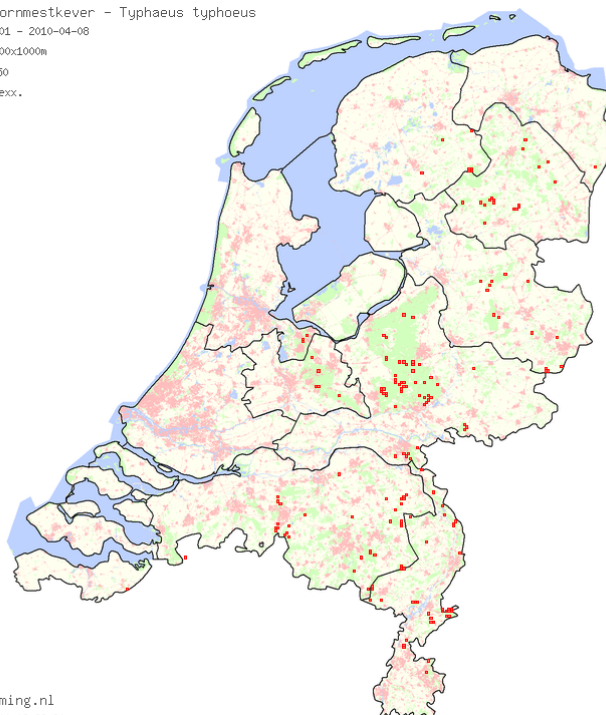 ornmestkever - Typhaeus typhoeus
01 - 2010-04-08
00x1000m
50
exx.
ming.nl